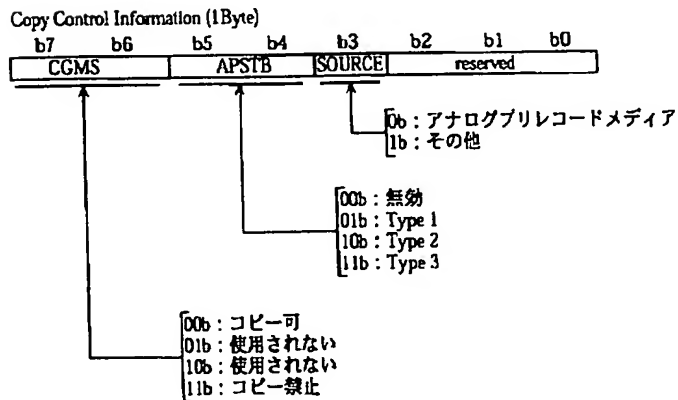 Copy Control Information (1Byte)
b7 b6 b5 b4 b3 b2 b1 b0
CGMS APSTB SOURCE reserved
0b : アナログプリレコードメディア
1b : その他
00b : 無効
01b : Type 1
10b : Type 2
11b : Type 3
00b : コピー可
01b : 使用されない
10b : 使用されない
11b : コピー禁止